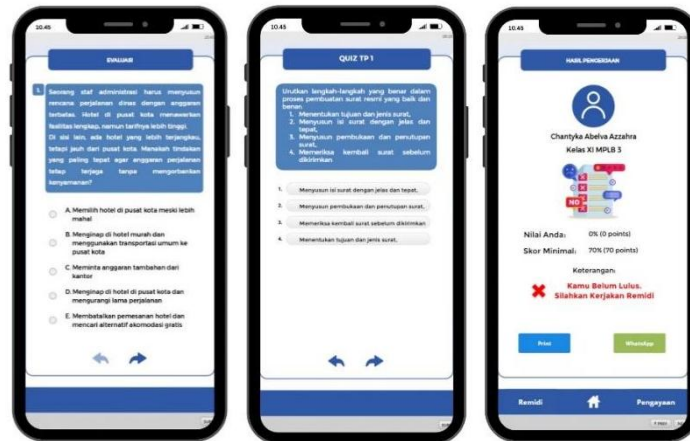 10.45
EVALUASI
1.
Seorang staf administrasi harus menyusun
rencana perjalanan dinas dengan anggaran
terbatas. Hotel di pusat kota menawarkan
fasilitas lengkap, namun tarifnya lebih tinggi.
Di sisi lain, ada hotel yang lebih terjangkau,
tetapi jauh dari pusat kota. Manakah tindakan
yang paling tepat agar anggaran perjalanan
tetap terjaga tanpa mengorbankan
kenyamanan?
A. Memilih hotel di pusat kota meski lebih
mahal
B. Menginap di hotel murah dan
menggunakan transportasi umum ke
pusat kota
C. Meminta anggaran tambahan dari
kantor
D. Menginap di hotel di pusat kota dan
mengurangi lama perjalanan
E. Membatalkan pemesanan hotel dan
mencari alternatif akomodasi gratis
10.45
QUIZ TP 1
Urutkan langkah-langkah yang benar dalam
proses pembuatan surat resmi yang baik dan
benar.
1. Menentukan tujuan dan jenis surat,
2. Menyusun isi surat dengan jelas dan
tepat,
3. Menyusun pembukaan dan penutupan
surat,
4. Memeriksa kembali surat sebelum
dikirimkan
1. Menyusun isi surat dengan jelas dan tepat,
2. Menyusun pembukaan dan penutupan surat,
3. Memeriksa kembali surat sebelum dikirimkan
4. Menentukan tujuan dan jenis surat,
10.45
HASIL PENGERJAAN
Chantyka Abelva Azzahra
Kelas XI MPLB 3
NO
Nilai Anda: 0% (0 points)
Skor Minimal: 70% (70 points)
Keterangan:
Kamu Belum Lulus.
Silahkan Kerjakan Remidi
Print
WhatsApp
Remidi
Pengayaan